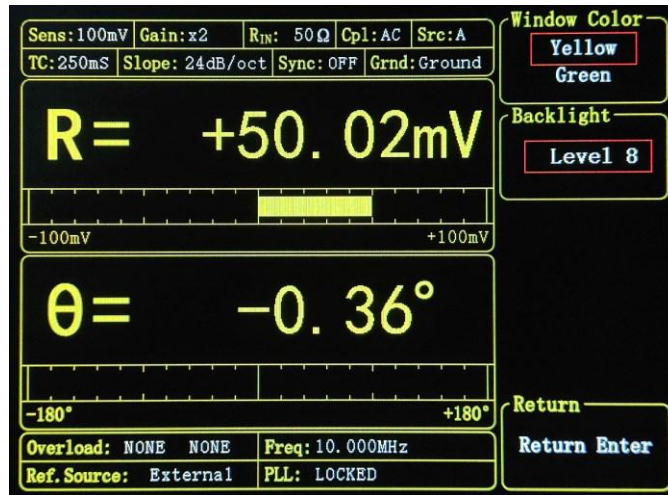 Sens:100mV Gain:x2 RIN: 50Ω Cpl:AC Src:A
TC:250mS Slope: 24dB/oct Sync: OFF Grnd:Ground
R= +50.02mV
-100mV +100mV
θ= -0.36°
-180° +180°
Overload: NONE NONE Freq: 10.000MHz
Ref.Source: External PLL: LOCKED
Window Color
Yellow
Green
Backlight
Level 8
Return
Return Enter